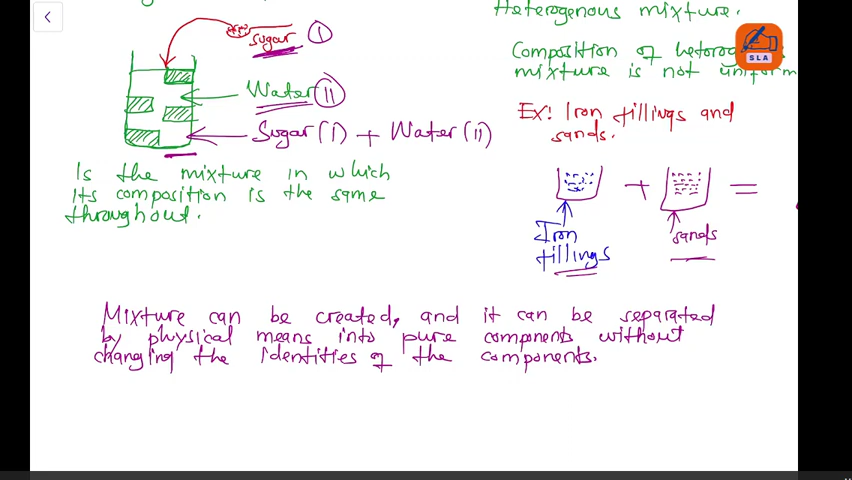 Heterogenous mixture.
Sugar (I)
Water (II)
Sugar (I) + Water (II)
Is the mixture in which
its composition is the same
throughout.
Composition of heterog
mixture is not uniform
Ex! Iron fillings and
sands.
+ =
Iron
fillings
sands
SLA
Mixture can be created, and it can be separated
by physical means into pure components without
changing the identities of the components.